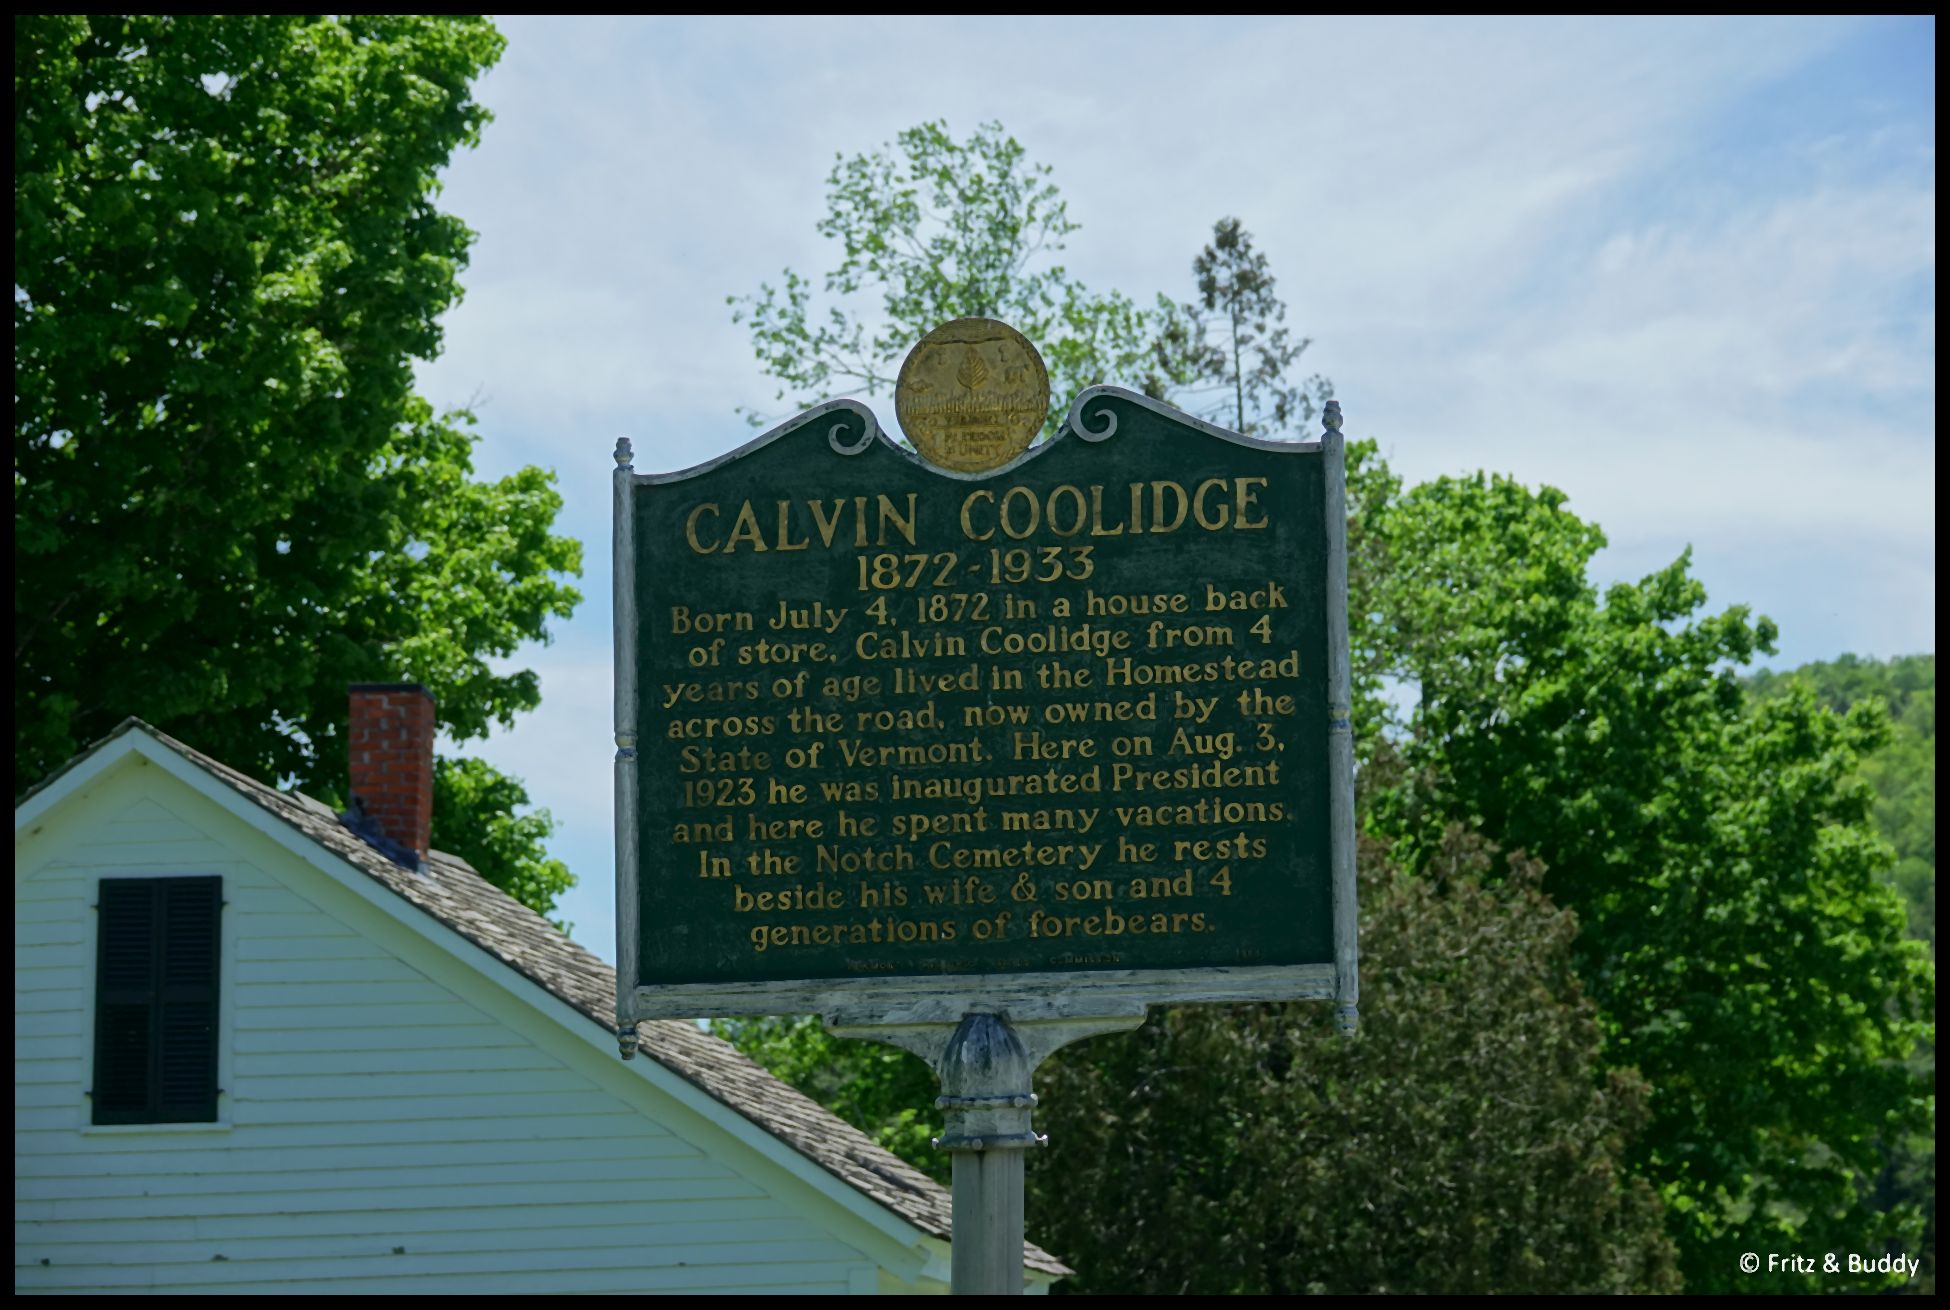 FREEDOM
& UNITY
CALVIN COOLIDGE
1872-1933
Born July 4, 1872 in a house back
of store, Calvin Coolidge from 4
years of age lived in the Homestead
across the road, now owned by the
State of Vermont. Here on Aug. 3,
1923 he was inaugurated President
and here he spent many vacations.
In the Notch Cemetery he rests
beside his wife & son and 4
generations of forebears.
COMMISSION
© Fritz & Buddy